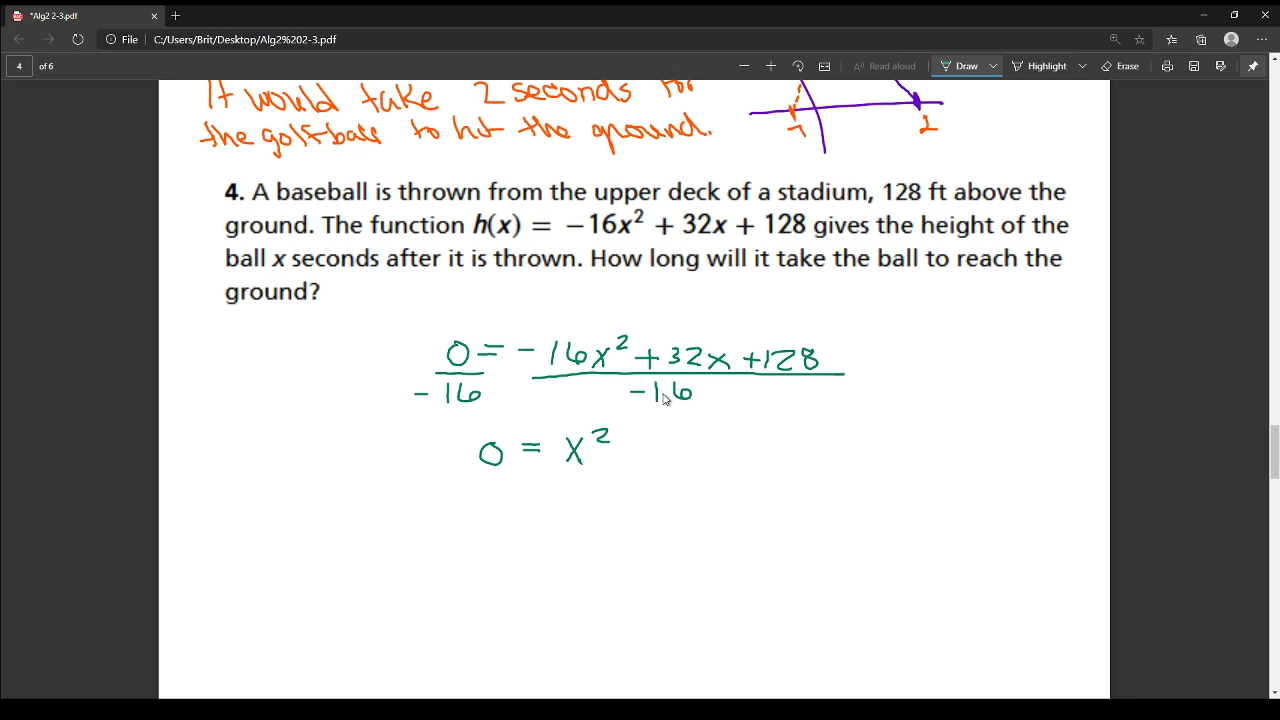 *Alg2 2-3.pdf
File C:/Users/Brit/Desktop/Alg2%202-3.pdf
4 of 6 Read aloud Draw Highlight Erase
It would take 2 seconds for
the golf ball to hit the ground.
2
4. A baseball is thrown from the upper deck of a stadium, 128 ft above the
ground. The function h(x) = −16x² + 32x + 128 gives the height of the
ball x seconds after it is thrown. How long will it take the ball to reach the
ground?
0 = -16x² + 32x + 128
-16 -16
0 = x²